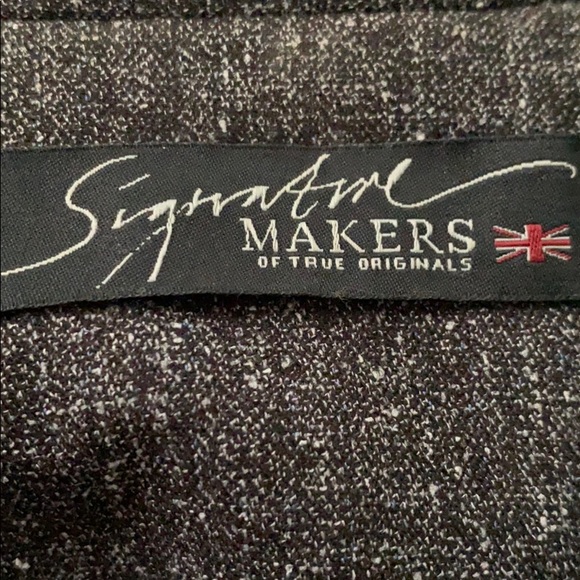 Signature
MAKERS
OF TRUE ORIGINALS